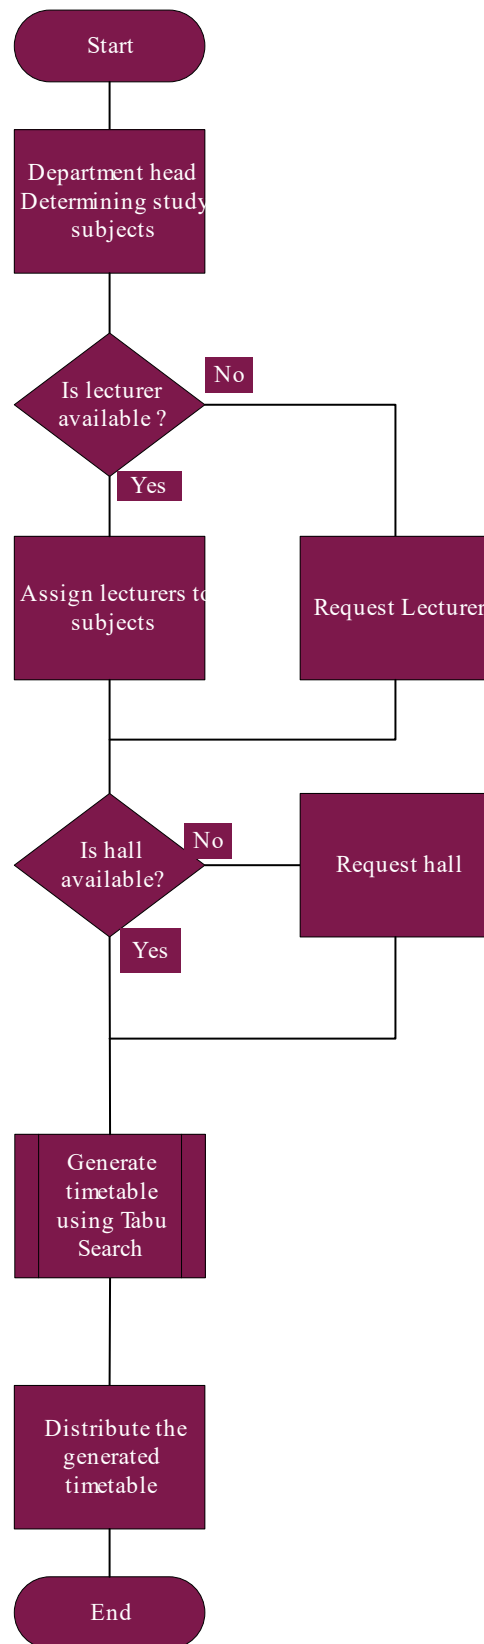 Start
Department head
Determining study
subjects
Is lecturer
available ?
No
Yes
Assign lecturers to
subjects
Request Lecturer
Is hall
available?
No
Request hall
Yes
Generate
timetable
using Tabu
Search
Distribute the
generated
timetable
End